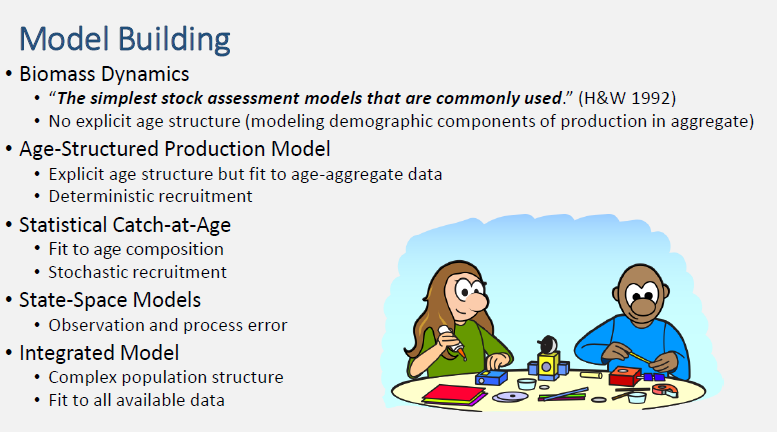 Model Building
• Biomass Dynamics
• “The simplest stock assessment models that are commonly used.” (H&W 1992)
• No explicit age structure (modeling demographic components of production in aggregate)
• Age-Structured Production Model
• Explicit age structure but fit to age-aggregate data
• Deterministic recruitment
• Statistical Catch-at-Age
• Fit to age composition
• Stochastic recruitment
• State-Space Models
• Observation and process error
• Integrated Model
• Complex population structure
• Fit to all available data